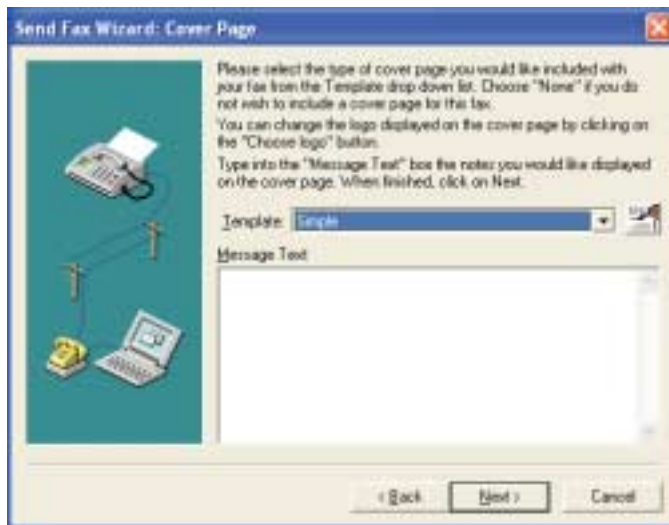 Send Fax Wizard: Cover Page
Please select the type of cover page you would like included with
your fax from the Template drop down list. Choose "None" if you do
not wish to include a cover page for this fax.
You can change the logo displayed on the cover page by clicking on
the "Choose logo" button.
Type into the "Message Text" box the notes you would like displayed
on the cover page. When finished, click on Next.
Template: Simple
Message Text
< Back Next > Cancel